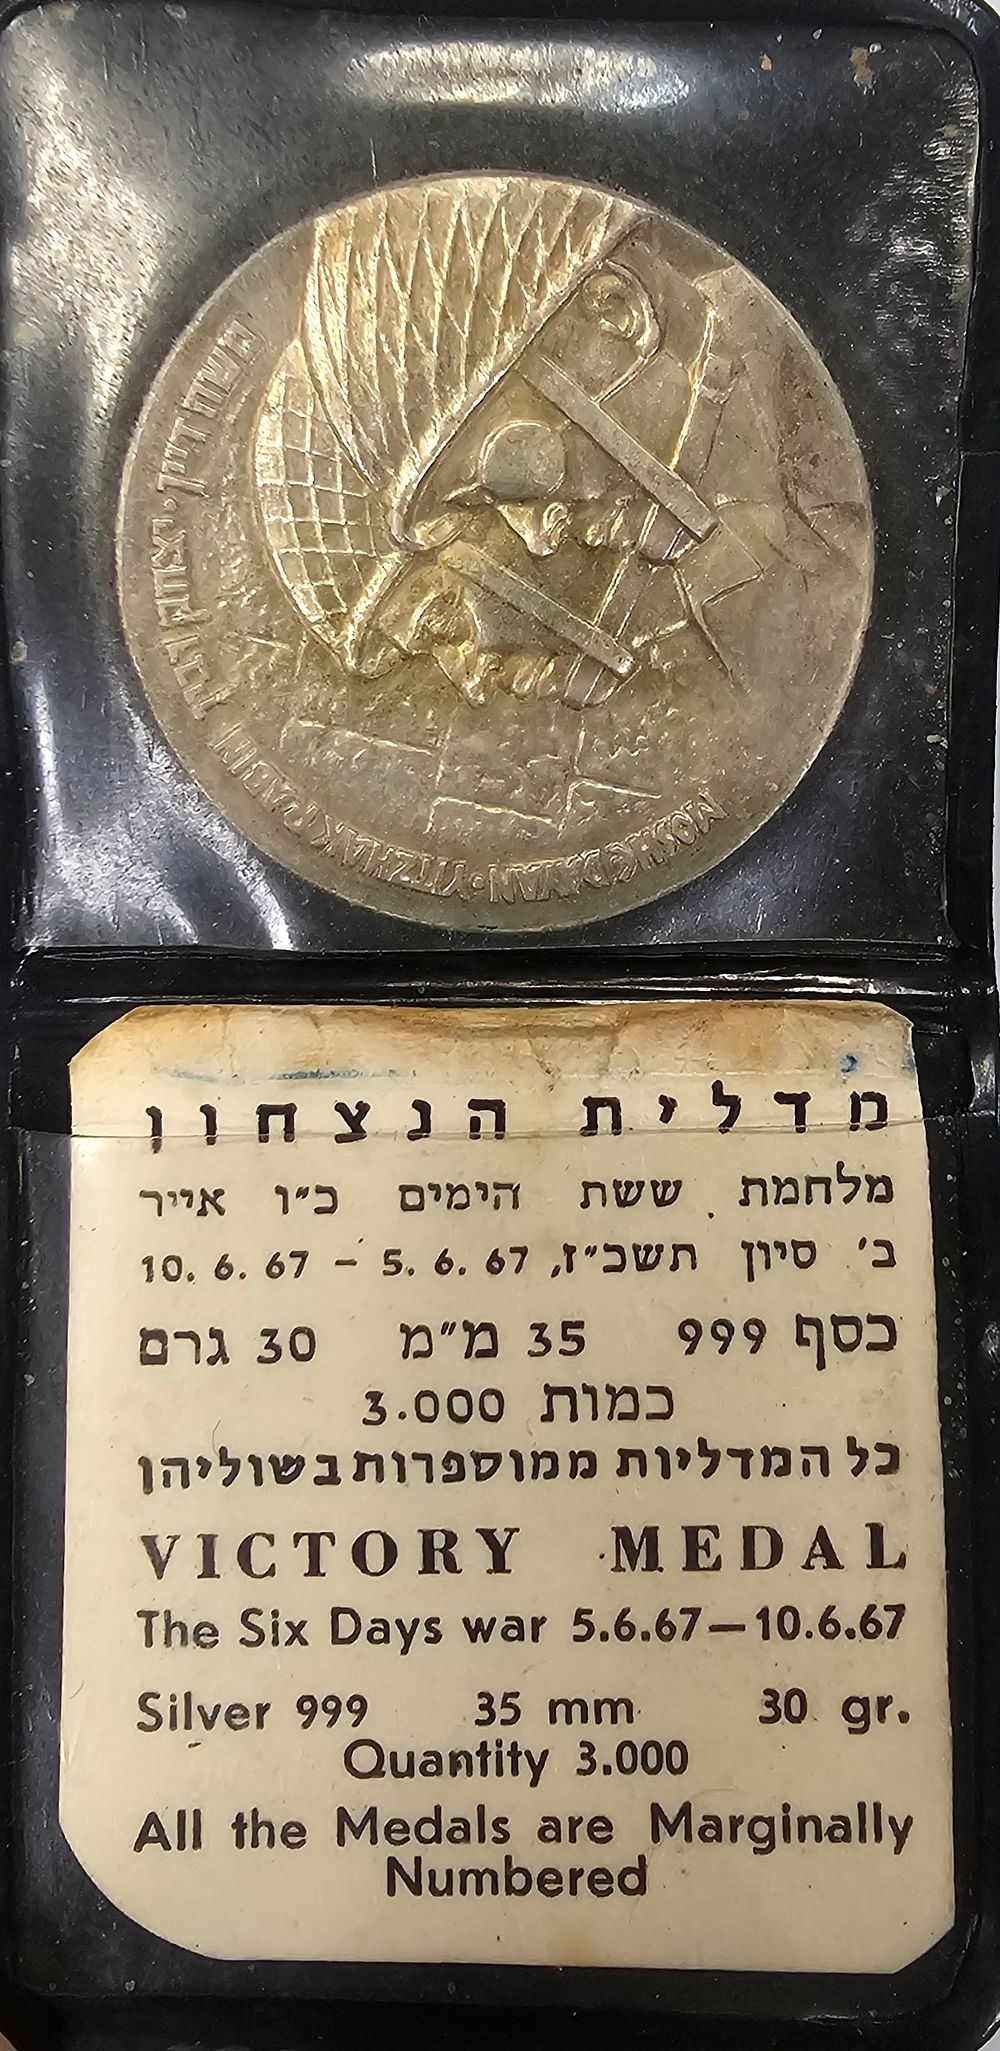 משה דיין · יצחק רבין
MOSHE DAYAN · YITZHAK RABIN
מדלית הנצחון
מלחמת ששת הימים כ״ו אייר
ב׳ סיון תשכ״ז, 5. 6. 67 – 10. 6. 67
כסף 999 35 מ״מ 30 גרם
כמות 3.000
כל המדליות ממוספרות בשוליהן
VICTORY MEDAL
The Six Days war 5.6.67—10.6.67
Silver 999 35 mm 30 gr.
Quantity 3.000
All the Medals are Marginally
Numbered